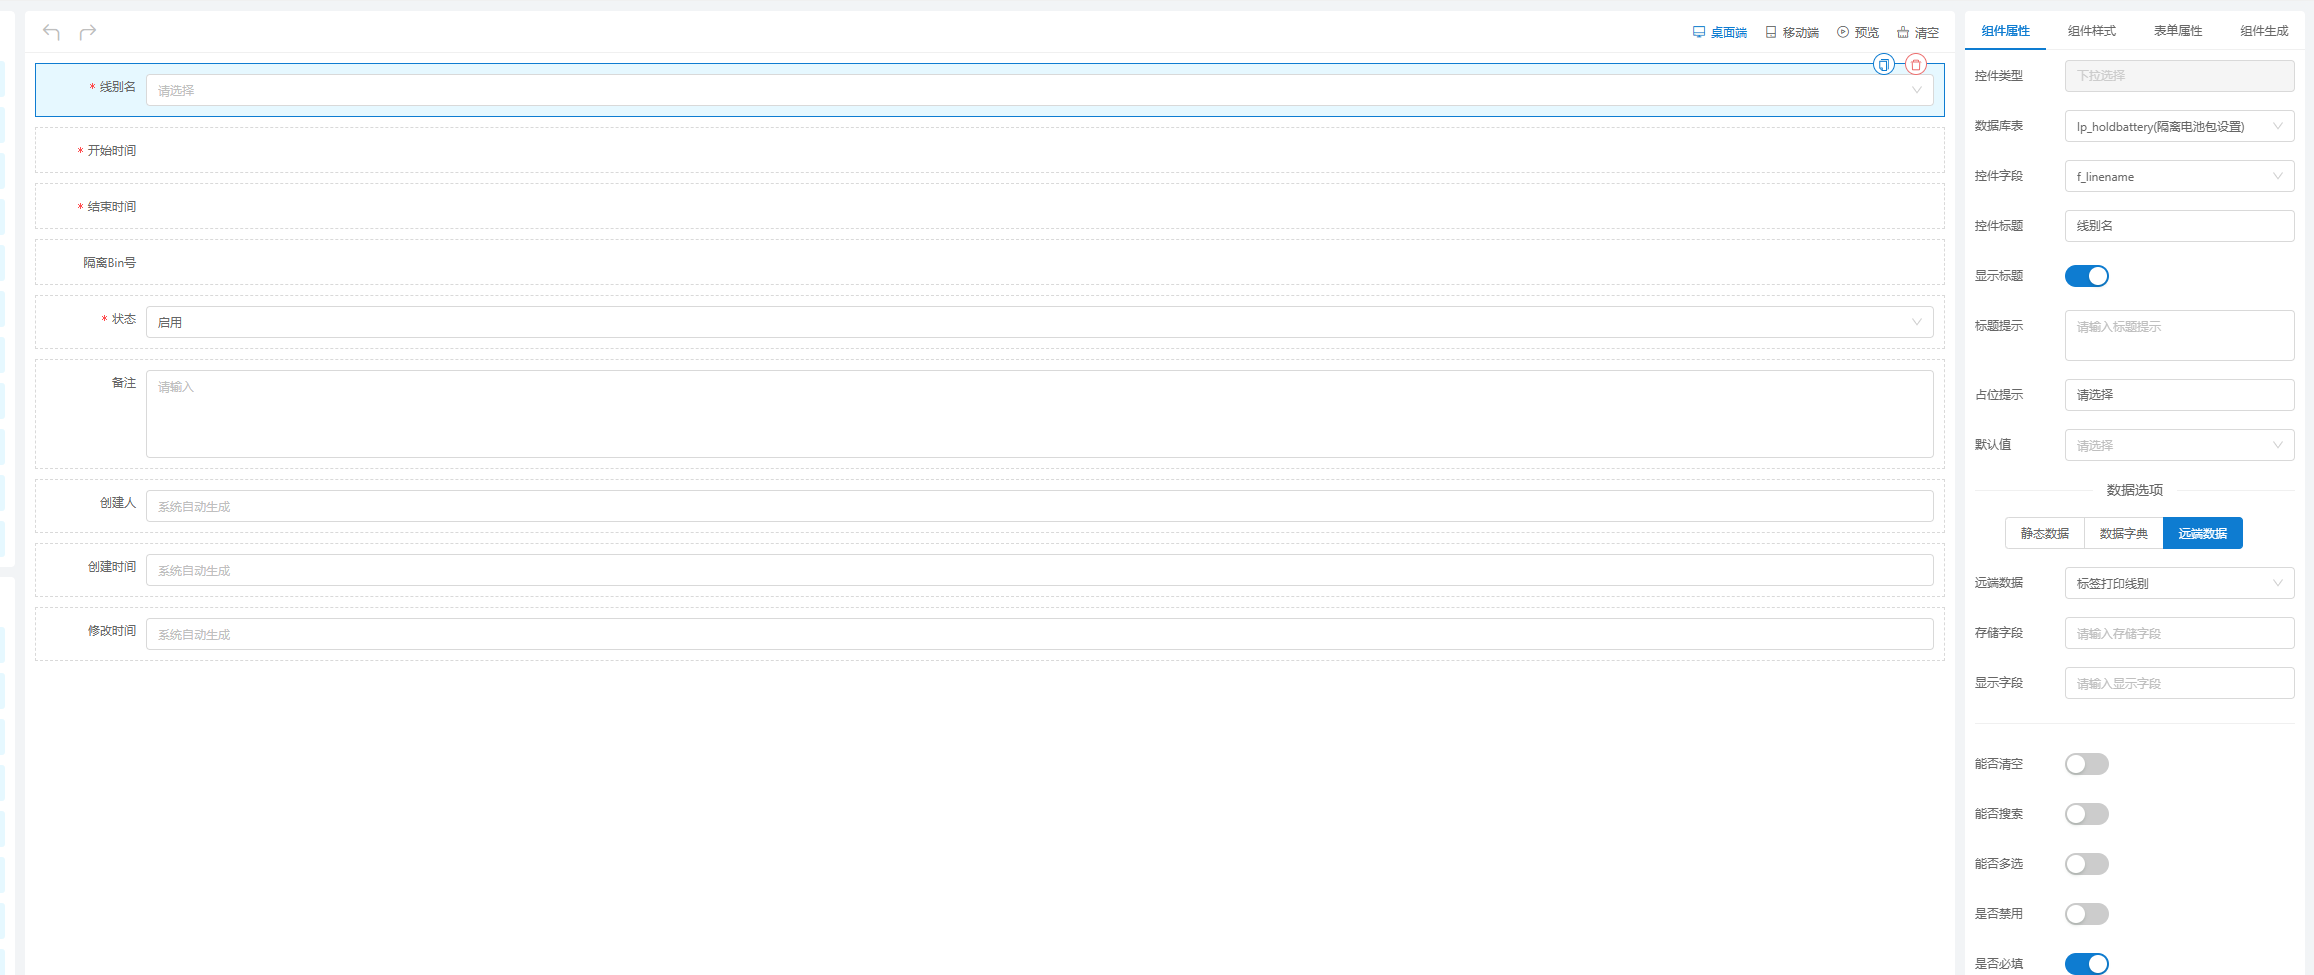 桌面端 移动端 预览 清空
* 线别名 请选择
* 开始时间
* 结束时间
隔离Bin号
* 状态 启用
备注 请输入
创建人 系统自动生成
创建时间 系统自动生成
修改时间 系统自动生成
组件属性 组件样式 表单属性 组件生成
控件类型 下拉选择
数据库表 lp_holdbattery(隔离电池包设置)
控件字段 f_linename
控件标题 线别名
显示标题
标题提示 请输入标题提示
占位提示 请选择
默认值 请选择
数据选项
静态数据 数据字典 远端数据
远端数据 标签打印线别
存储字段 请输入存储字段
显示字段 请输入显示字段
能否清空
能否搜索
能否多选
是否禁用
是否必填